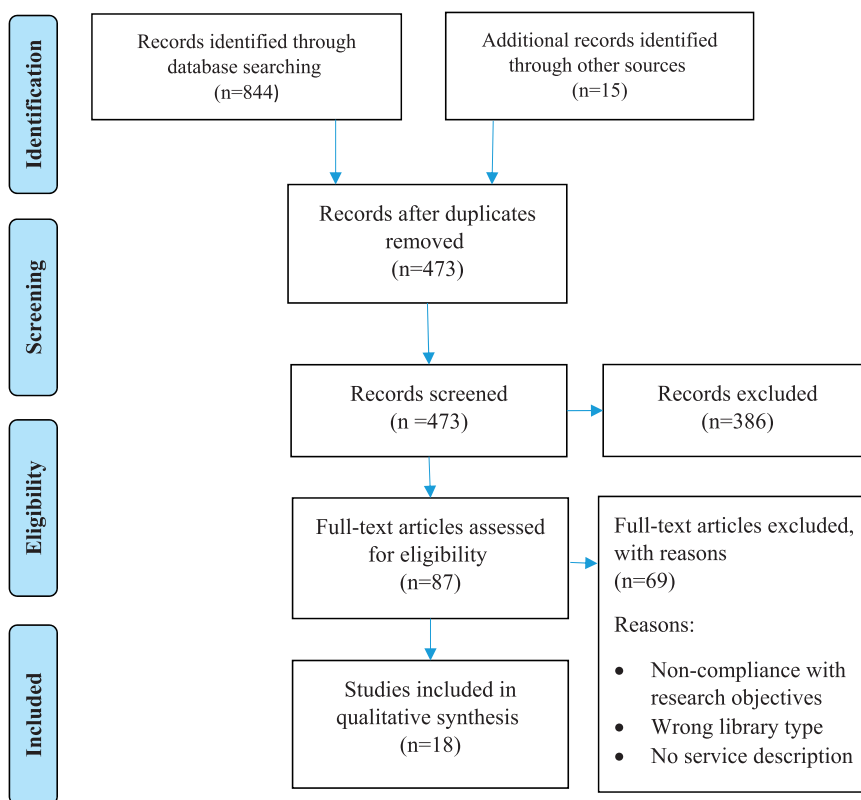 Identification
Records identified through
database searching
(n=844)
Additional records identified
through other sources
(n=15)
Records after duplicates
removed
(n=473)
Screening
Records screened
(n =473)
Records excluded
(n=386)
Eligibility
Full-text articles assessed
for eligibility
(n=87)
Full-text articles excluded,
with reasons
(n=69)
Reasons:
• Non-compliance with
research objectives
• Wrong library type
• No service description
Included
Studies included in
qualitative synthesis
(n=18)